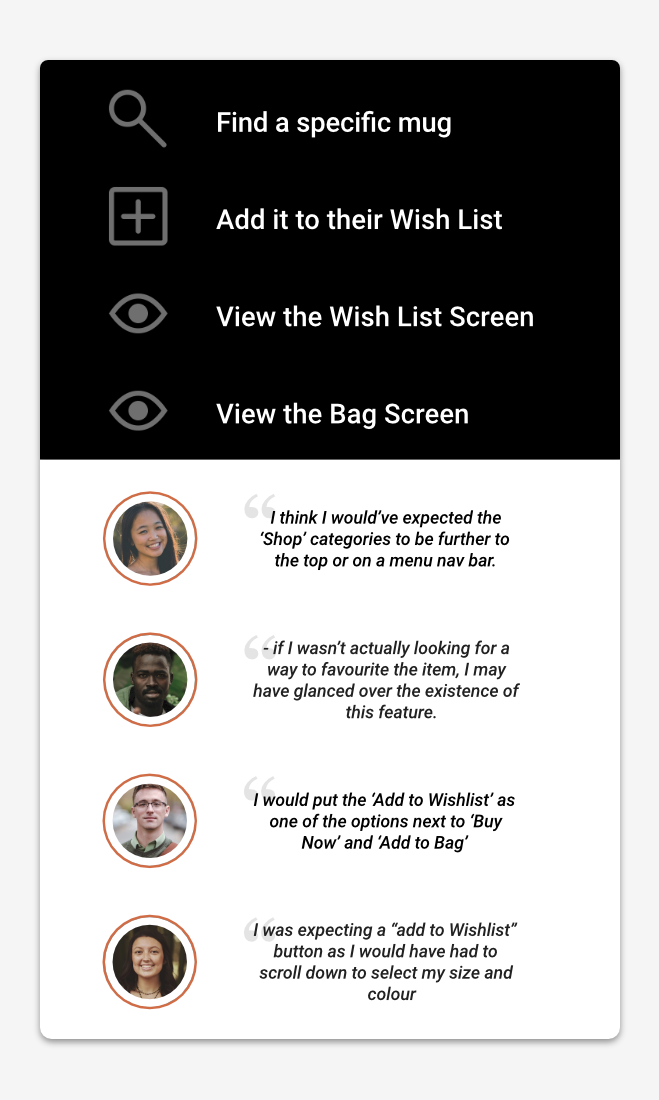 Find a specific mug
Add it to their Wish List
View the Wish List Screen
View the Bag Screen
“
I think I would’ve expected the
‘Shop’ categories to be further to
the top or on a menu nav bar.
“
- if I wasn’t actually looking for a
way to favourite the item, I may
have glanced over the existence of
this feature.
“
I would put the ‘Add to Wishlist’ as
one of the options next to ‘Buy
Now’ and ‘Add to Bag’
“
I was expecting a “add to Wishlist”
button as I would have had to
scroll down to select my size and
colour